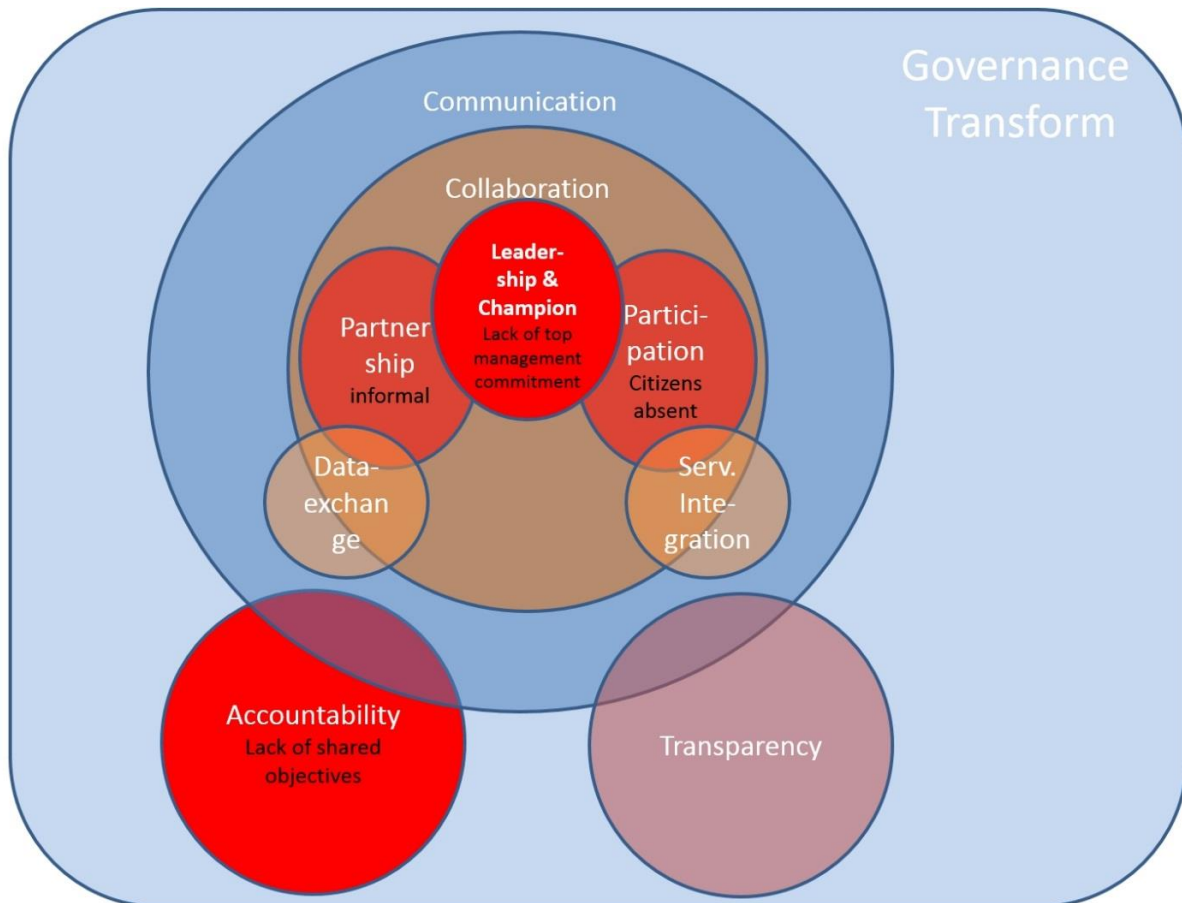 Governance
Transform
Communication
Collaboration
Leader-
ship &
Champion
Lack of top
management
commitment
Partner
ship
informal
Partici-
pation
Citizens
absent
Data-
exchan
ge
Serv.
Inte-
gration
Accountability
Lack of shared
objectives
Transparency